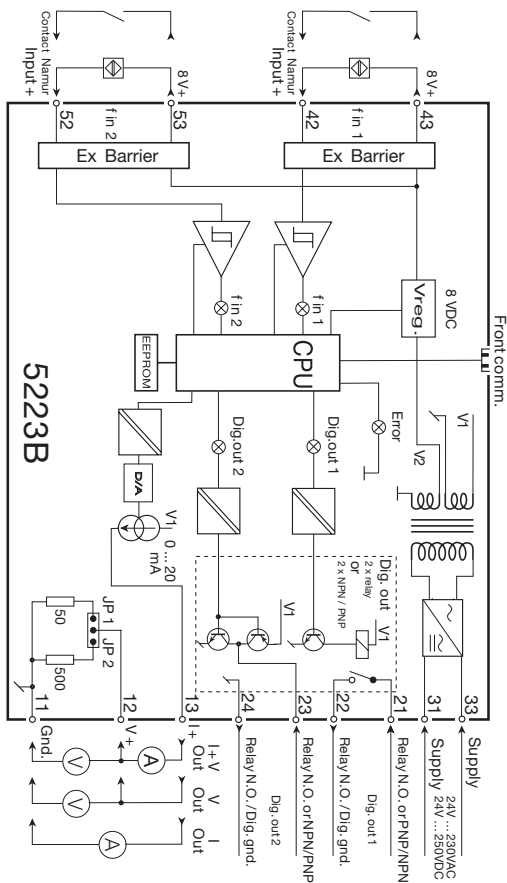 Contact Namur
Input +
8 V+
52
53
f in 2
Ex Barrier
Contact Namur
Input +
8 V+
42
43
f in 1
Ex Barrier
f in 2
f in 1
8 VDC
Vreg.
Front comm.
CPU
EEPROM
5223B
Error
Dig.out 1
Dig.out 2
D/A
V1
V2
V1
0 ... 20
mA
Dig. out
2 x relay
or
2 x NPN / PNP
V1
V1
50
JP 1
JP 2
500
11
12
13
24
23
22
21
31
33
Gnd.
V+
I+
Relay N.O. / Dig. gnd.
Relay N.O. or NPN/PNP
Dig. out 2
Relay N.O. / Dig. gnd.
Relay N.O. or PNP/NPN
Dig. out 1
Supply
Supply
24V ... 230VAC
24V ... 250VDC
V
A
I+V
Out
V
V
Out
A
I
Out